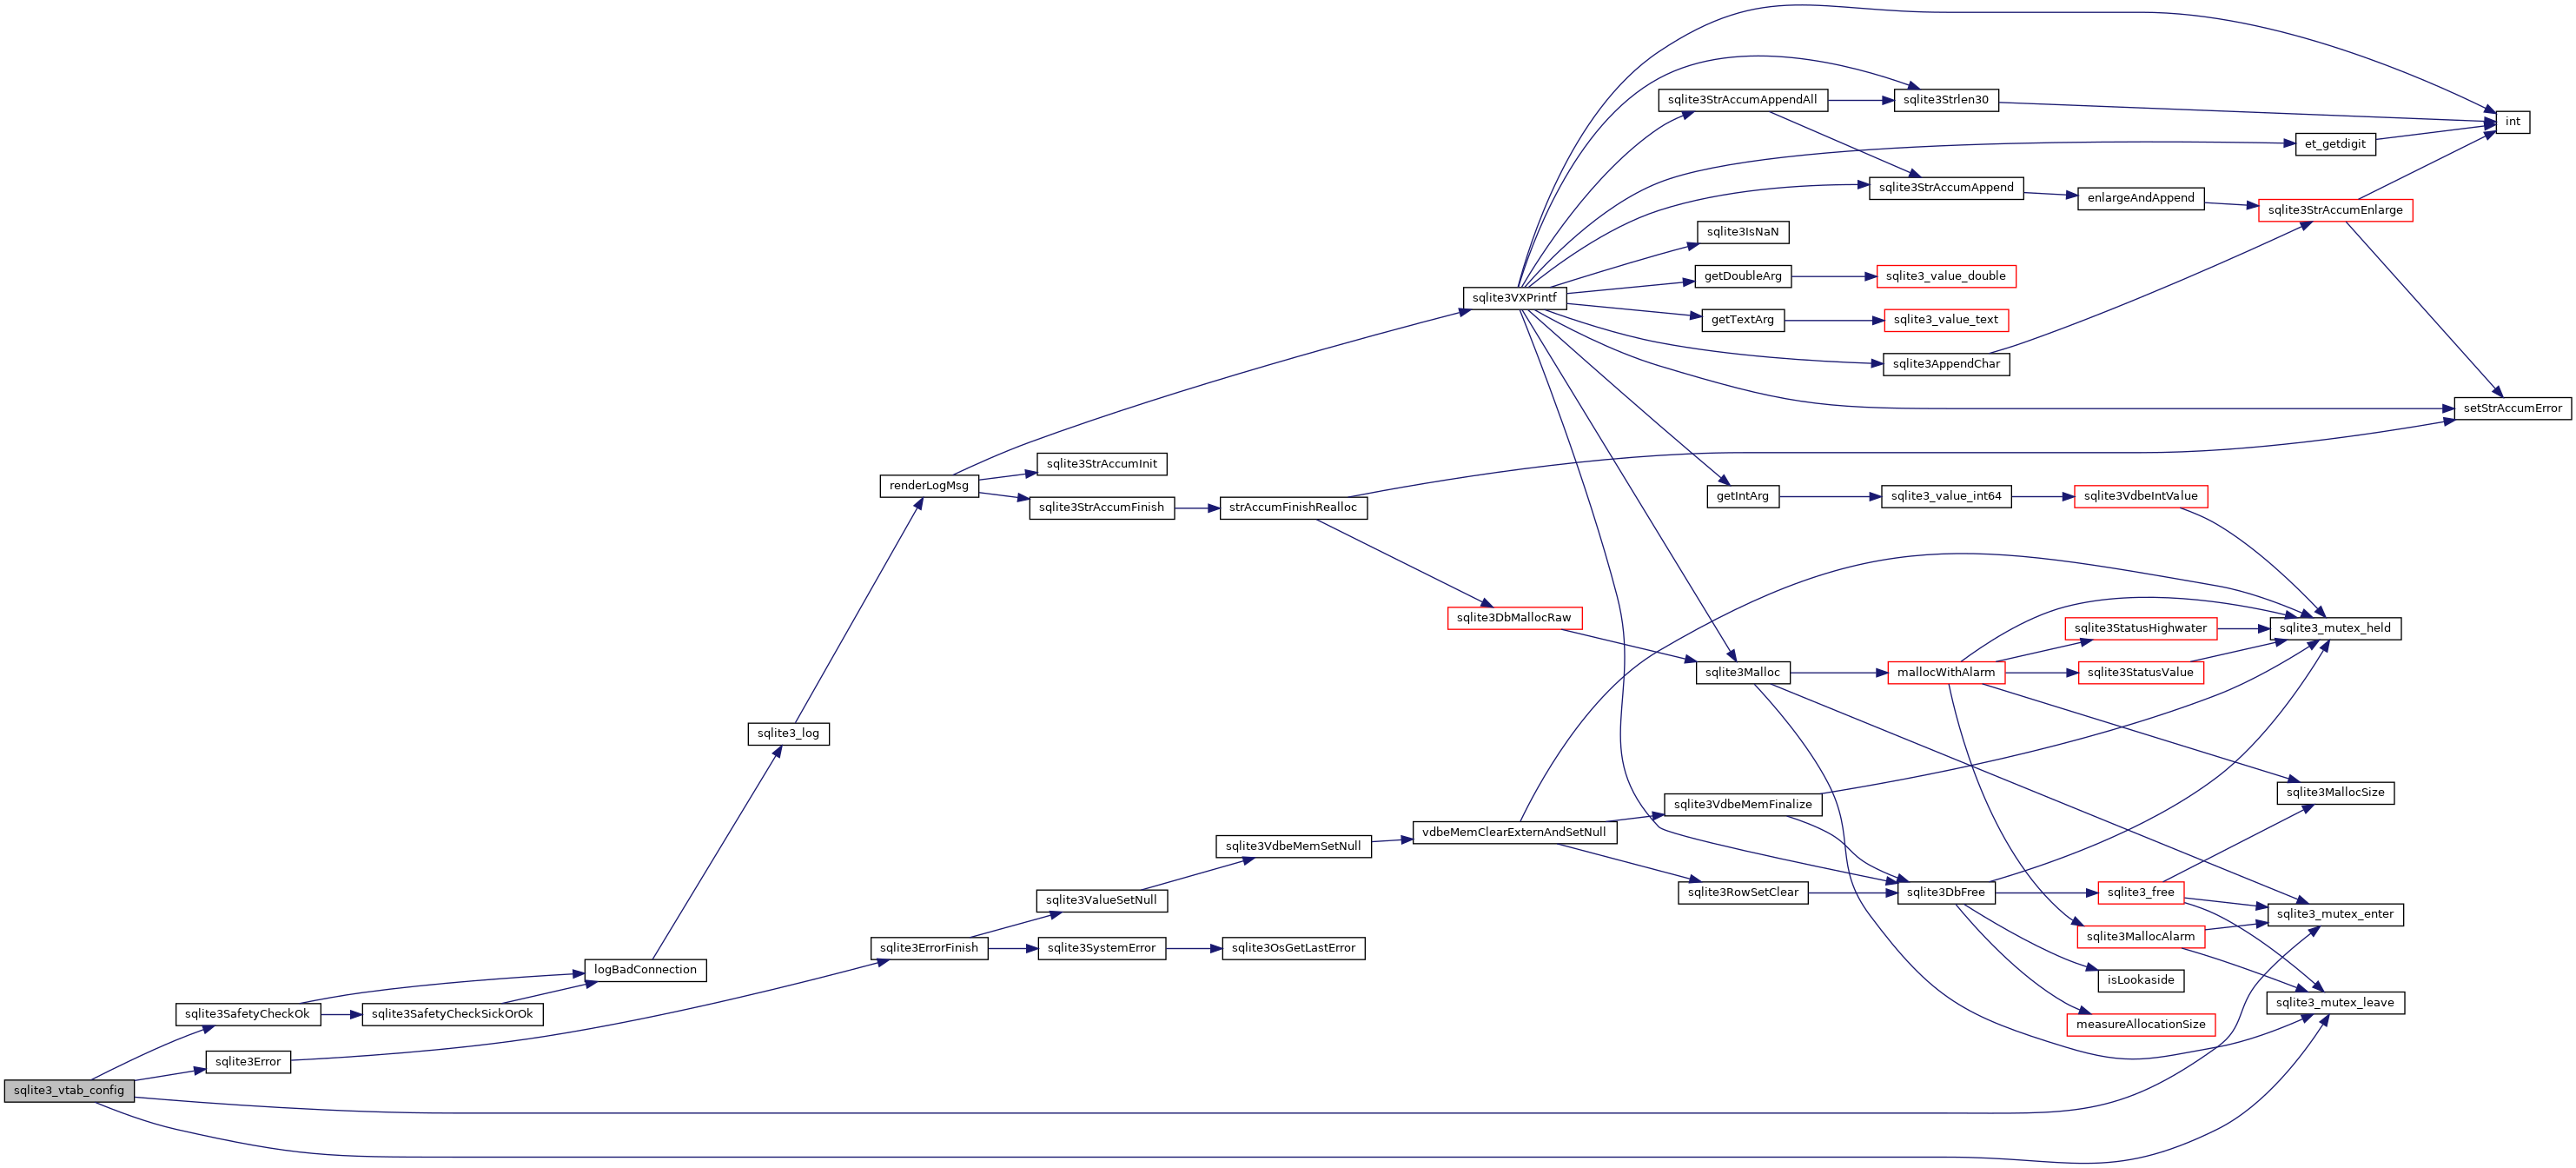 sqlite3_vtab_config
sqlite3SafetyCheckOk
sqlite3Error
sqlite3SafetyCheckSickOrOk
logBadConnection
sqlite3_log
renderLogMsg
sqlite3ErrorFinish
sqlite3StrAccumInit
sqlite3StrAccumFinish
sqlite3ValueSetNull
sqlite3SystemError
strAccumFinishRealloc
sqlite3VdbeMemSetNull
sqlite3OsGetLastError
sqlite3VXPrintf
sqlite3DbMallocRaw
vdbeMemClearExternAndSetNull
sqlite3StrAccumAppendAll
sqlite3IsNaN
getDoubleArg
getTextArg
getIntArg
sqlite3Malloc
sqlite3VdbeMemFinalize
sqlite3RowSetClear
sqlite3Strlen30
sqlite3StrAccumAppend
sqlite3_value_double
sqlite3_value_text
sqlite3AppendChar
sqlite3_value_int64
mallocWithAlarm
sqlite3DbFree
enlargeAndAppend
sqlite3VdbeIntValue
sqlite3StatusHighwater
sqlite3StatusValue
sqlite3_free
sqlite3MallocAlarm
isLookaside
measureAllocationSize
et_getdigit
sqlite3StrAccumEnlarge
sqlite3_mutex_held
sqlite3MallocSize
sqlite3_mutex_enter
sqlite3_mutex_leave
int
setStrAccumError